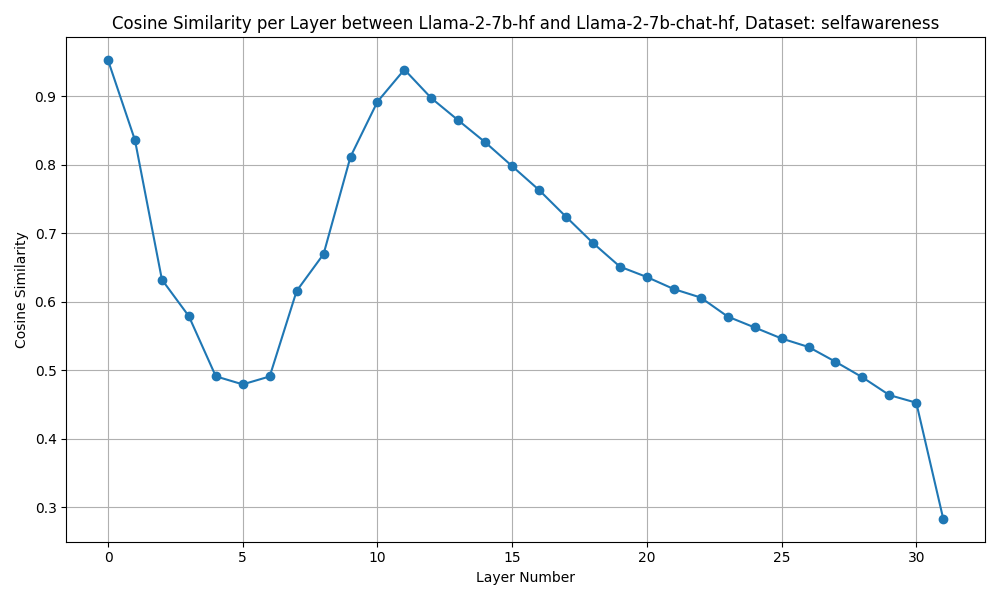 Cosine Similarity per Layer between Llama-2-7b-hf and Llama-2-7b-chat-hf, Dataset: selfawareness
Cosine Similarity
0.9
0.8
0.7
0.6
0.5
0.4
0.3
0 5 10 15 20 25 30
Layer Number